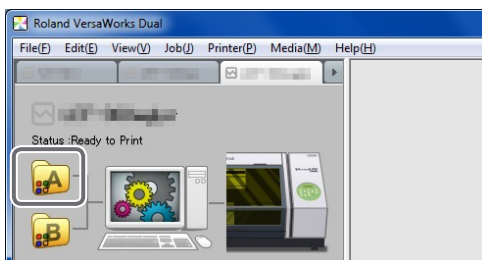 Roland VersaWorks Dual
File(F) Edit(E) View(V) Job(J) Printer(P) Media(M) Help(H)
Status :Ready to Print
A
B